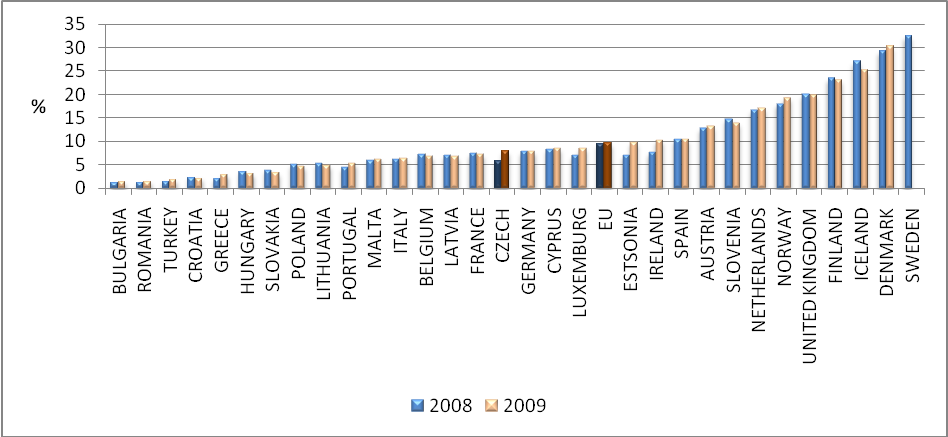 35
30
25
20
15
10
5
0
%
BULGARIA
ROMANIA
TURKEY
CROATIA
GREECE
HUNGARY
SLOVAKIA
POLAND
LITHUANIA
PORTUGAL
MALTA
ITALY
BELGIUM
LATVIA
FRANCE
CZECH
GERMANY
CYPRUS
LUXEMBURG
EU
ESTSONIA
IRELAND
SPAIN
AUSTRIA
SLOVENIA
NETHERLANDS
NORWAY
UNITED KINGDOM
FINLAND
ICELAND
DENMARK
SWEDEN
2008 2009